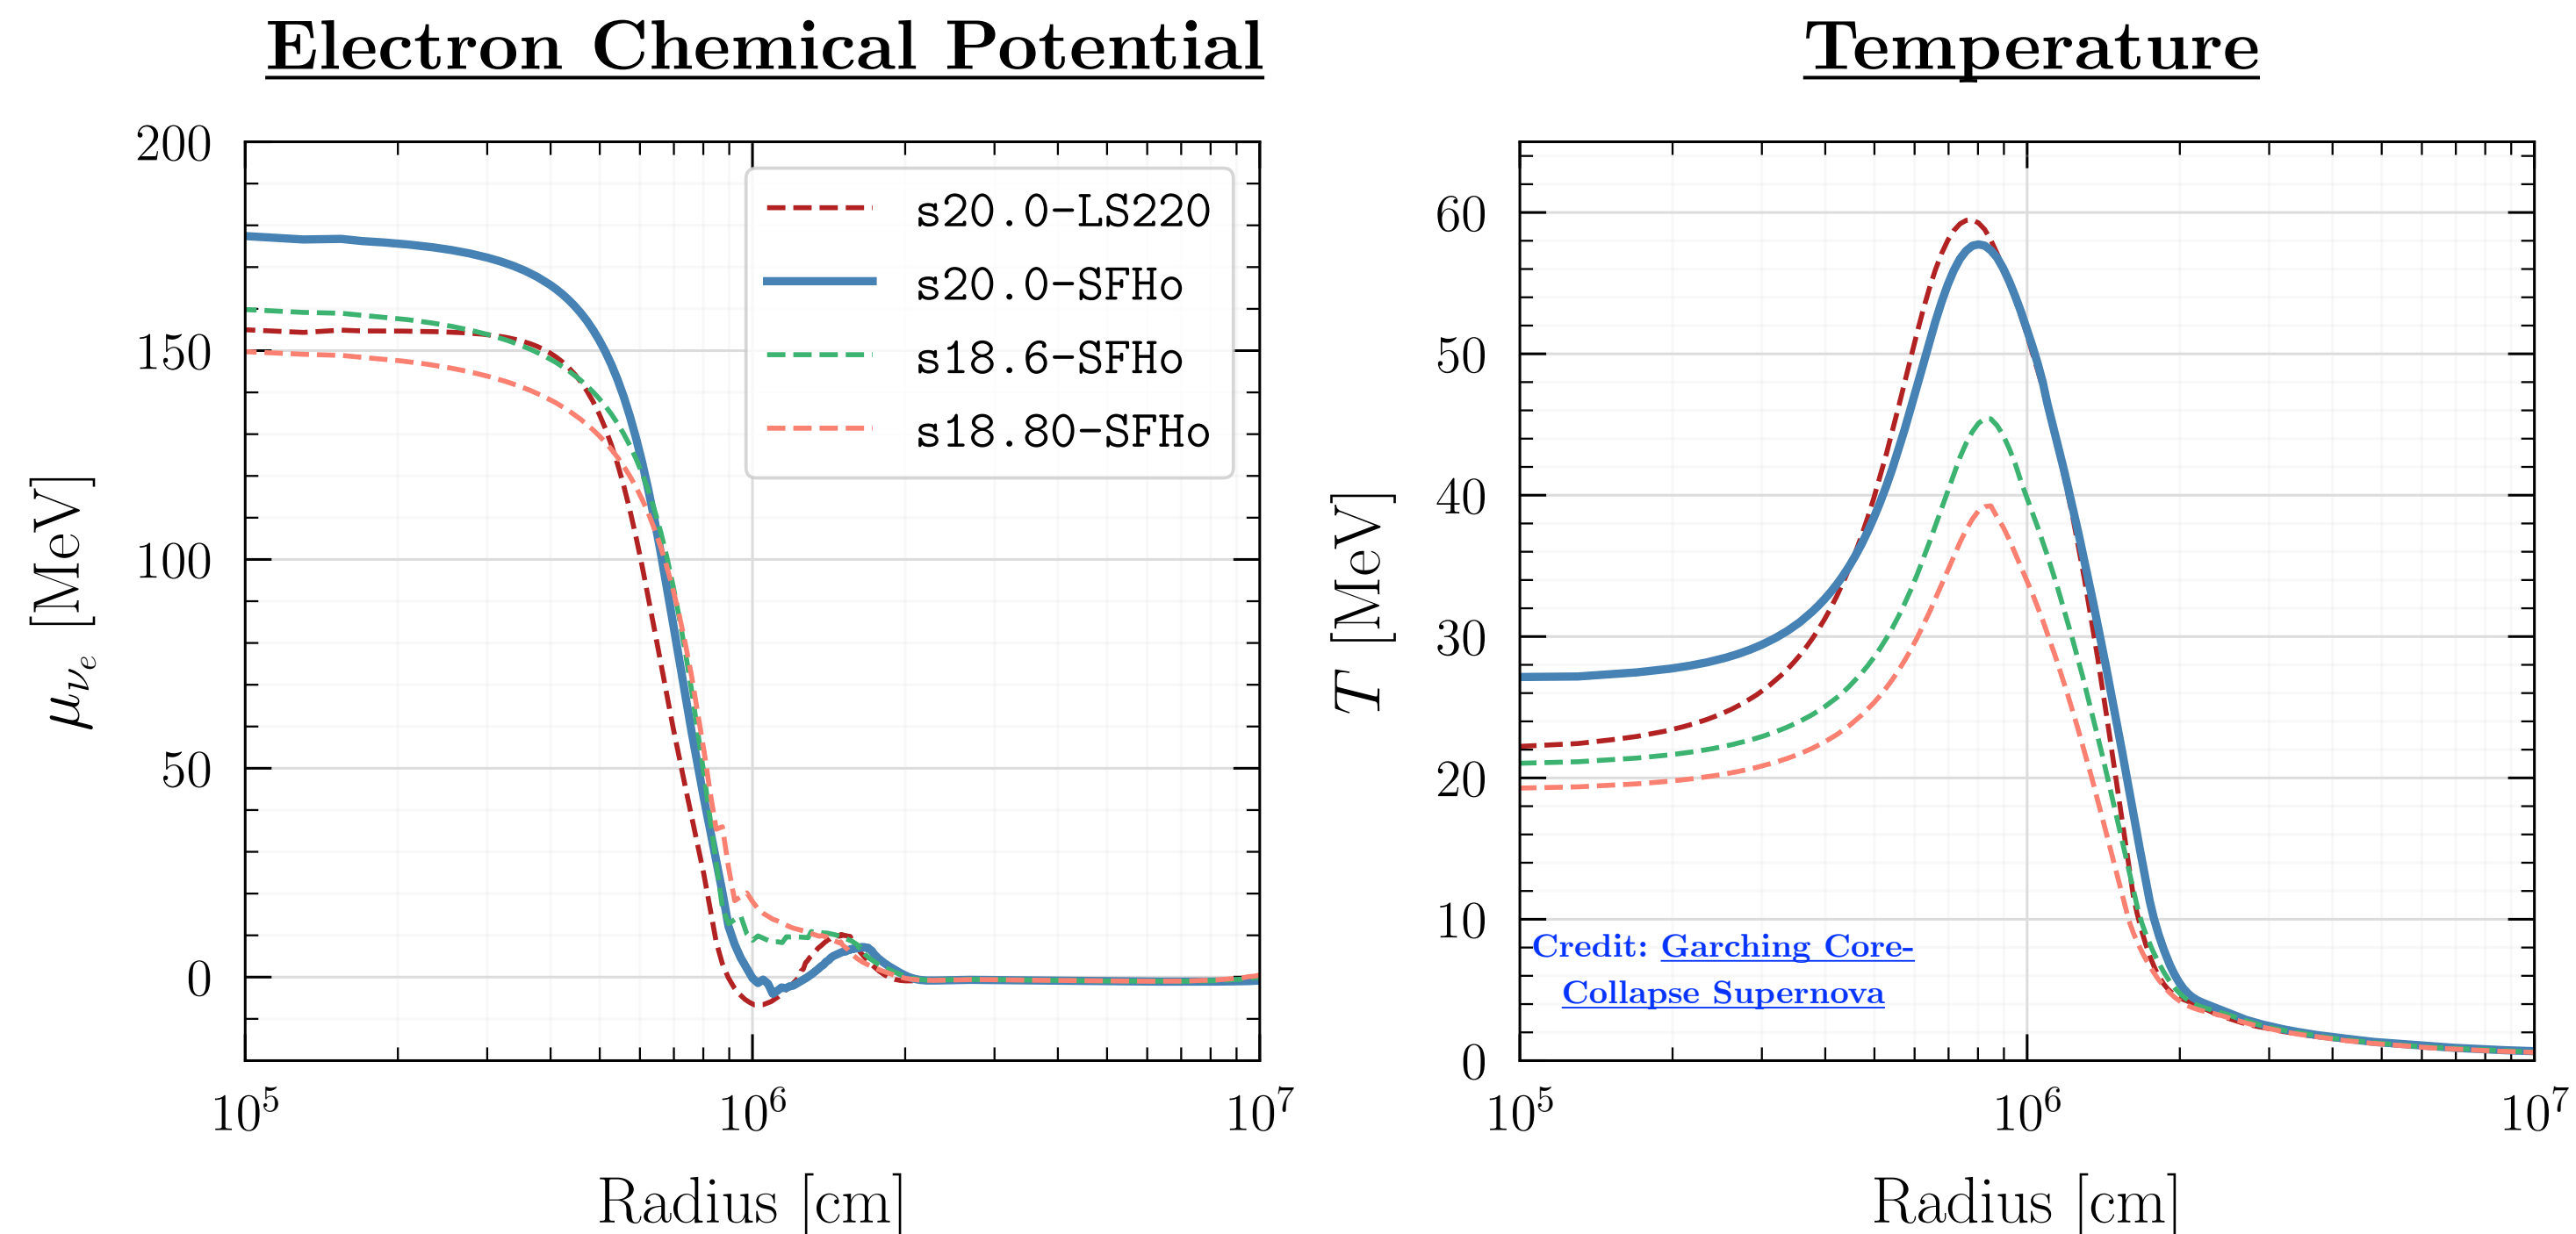 Electron Chemical Potential
200
150
100
50
0
μ_{ν_e} [MeV]
s20.0-LS220
s20.0-SFHo
s18.6-SFHo
s18.80-SFHo
10^5
10^6
10^7
Radius [cm]
Temperature
60
50
40
30
20
10
0
T [MeV]
Credit: Garching Core-
Collapse Supernova
10^5
10^6
10^7
Radius [cm]